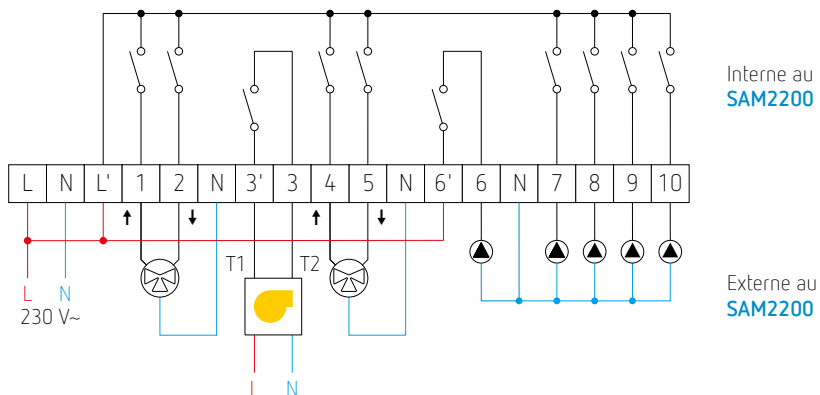 Interne au
SAM2200
L N L' 1 2 N 3' 3 4 5 N 6' 6 N 7 8 9 10
T1 T2
L N
230 V~
Externe au
SAM2200
L N